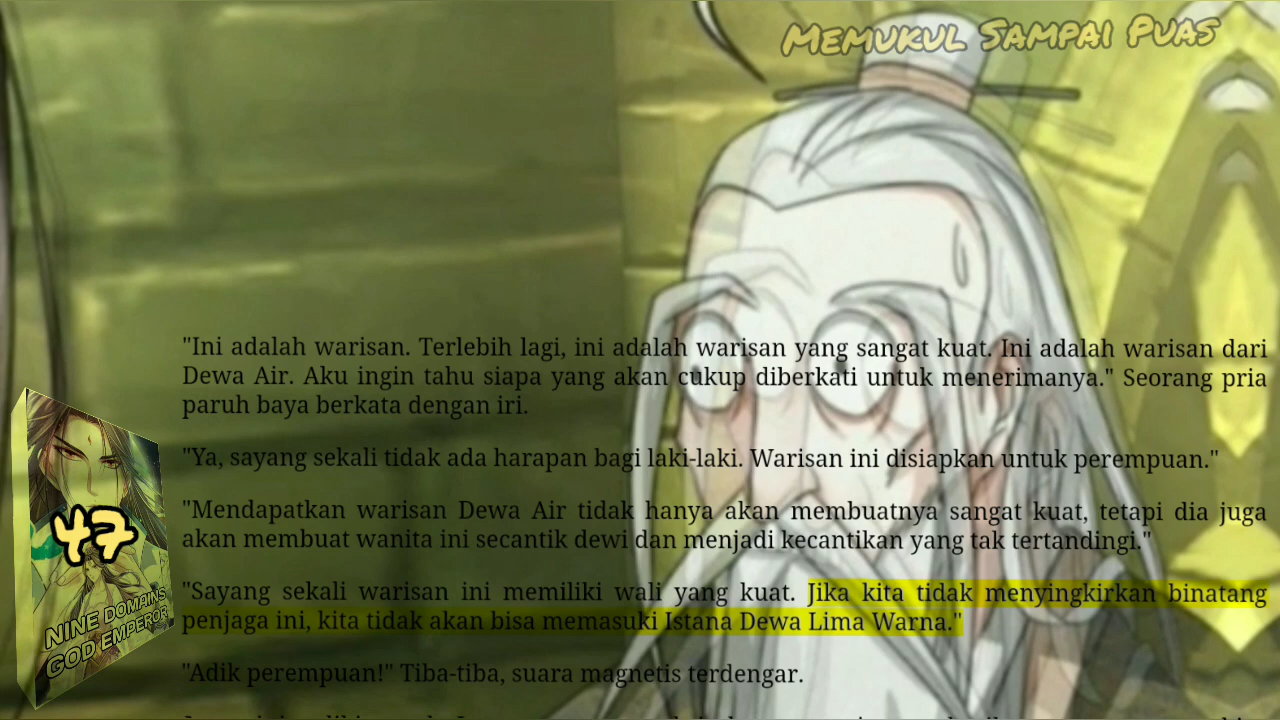 Memukul Sampai Puas
"Ini adalah warisan. Terlebih lagi, ini adalah warisan yang sangat kuat. Ini adalah warisan dari
Dewa Air. Aku ingin tahu siapa yang akan cukup diberkati untuk menerimanya." Seorang pria
paruh baya berkata dengan iri.
"Ya, sayang sekali tidak ada harapan bagi laki-laki. Warisan ini disiapkan untuk perempuan."
"Mendapatkan warisan Dewa Air tidak hanya akan membuatnya sangat kuat, tetapi dia juga
akan membuat wanita ini secantik dewi dan menjadi kecantikan yang tak tertandingi."
"Sayang sekali warisan ini memiliki wali yang kuat. Jika kita tidak menyingkirkan binatang
penjaga ini, kita tidak akan bisa memasuki Istana Dewa Lima Warna."
"Adik perempuan!" Tiba-tiba, suara magnetis terdengar.
47
NINE DOMAINS
GOD EMPEROR